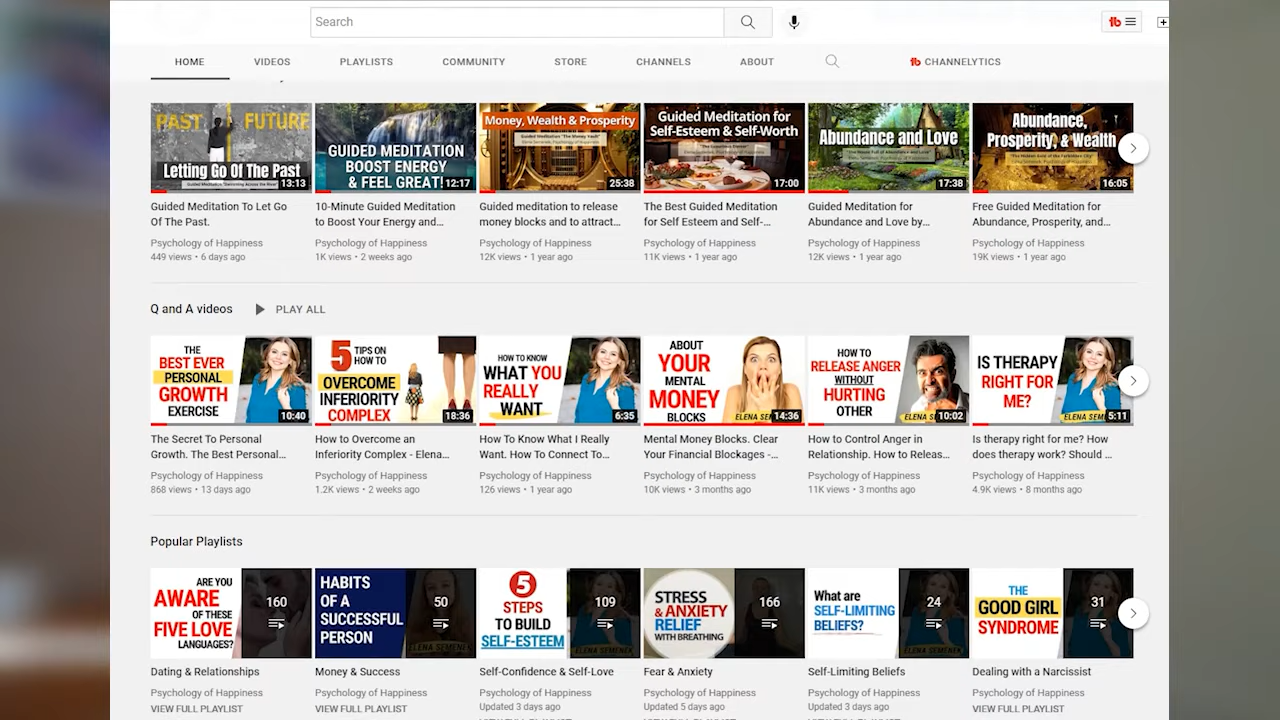 Search
HOME
VIDEOS
PLAYLISTS
COMMUNITY
STORE
CHANNELS
ABOUT
CHANNELYTICS
PAST FUTURE
Letting Go Of The Past
13:13
GUIDED MEDITATION
BOOST ENERGY
& FEEL GREAT!
12:17
Money, Wealth & Prosperity
25:38
Guided Meditation for
Self-Esteem & Self-Worth
17:00
Abundance and Love
17:38
Abundance,
Prosperity, & Wealth
16:05
Guided Meditation To Let Go
Of The Past.
Psychology of Happiness
449 views • 6 days ago
10-Minute Guided Meditation
to Boost Your Energy and...
Psychology of Happiness
1K views • 2 weeks ago
Guided meditation to release
money blocks and to attract...
Psychology of Happiness
12K views • 1 year ago
The Best Guided Meditation
for Self Esteem and Self-...
Psychology of Happiness
11K views • 1 year ago
Guided Meditation for
Abundance and Love by...
Psychology of Happiness
12K views • 1 year ago
Free Guided Meditation for
Abundance, Prosperity, and...
Psychology of Happiness
19K views • 1 year ago
Q and A videos
PLAY ALL
THE
BEST EVER
PERSONAL
GROWTH
EXERCISE
10:40
5 TIPS ON
HOW TO
OVERCOME
INFERIORITY
COMPLEX
18:36
HOW TO KNOW
WHAT YOU
REALLY
WANT
6:35
ABOUT
YOUR
MENTAL
MONEY
BLOCKS
14:36
HOW TO
RELEASE ANGER
WITHOUT
HURTING
OTHER
10:02
IS THERAPY
RIGHT FOR
ME?
5:11
The Secret To Personal
Growth. The Best Personal...
Psychology of Happiness
868 views • 13 days ago
How to Overcome an
Inferiority Complex - Elena...
Psychology of Happiness
1.2K views • 2 weeks ago
How To Know What I Really
Want. How To Connect To...
Psychology of Happiness
126 views • 1 year ago
Mental Money Blocks. Clear
Your Financial Blockages -...
Psychology of Happiness
10K views • 3 months ago
How to Control Anger in
Relationship. How to Releas...
Psychology of Happiness
11K views • 3 months ago
Is therapy right for me? How
does therapy work? Should ...
Psychology of Happiness
4.9K views • 8 months ago
Popular Playlists
ARE YOU
AWARE
OF THESE
FIVE LOVE
LANGUAGES?
160
HABITS
OF A
SUCCESSFUL
PERSON
50
ELENA SEMENEK
5
STEPS
TO BUILD
SELF-ESTEEM
109
STRESS
& ANXIETY
RELIEF
WITH BREATHING
166
What are
SELF-LIMITING
BELIEFS?
24
THE
GOOD GIRL
SYNDROME
31
Dating & Relationships
Psychology of Happiness
VIEW FULL PLAYLIST
Money & Success
Psychology of Happiness
VIEW FULL PLAYLIST
Self-Confidence & Self-Love
Psychology of Happiness
Updated 3 days ago
VIEW FULL PLAYLIST
Fear & Anxiety
Psychology of Happiness
Updated 5 days ago
VIEW FULL PLAYLIST
Self-Limiting Beliefs
Psychology of Happiness
Updated 3 days ago
VIEW FULL PLAYLIST
Dealing with a Narcissist
Psychology of Happiness
VIEW FULL PLAYLIST